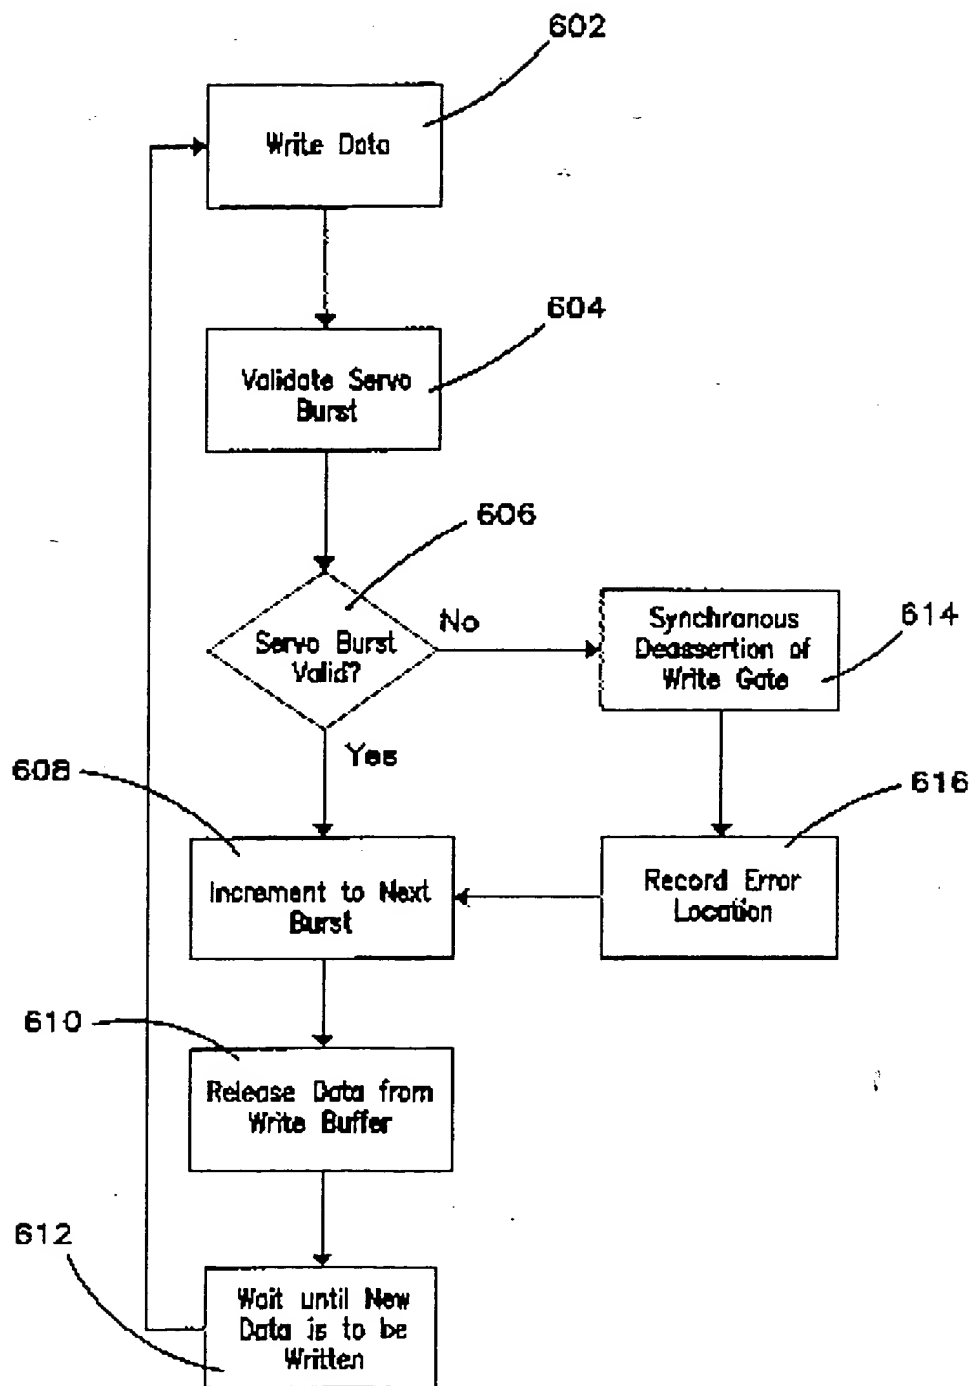 602
Write Data
604
Validate Servo
Burst
606
Servo Burst
Valid?
No
Synchronous
Deassertion of
Write Gate
614
Yes
608
616
Increment to Next
Burst
Record Error
Location
610
Release Data from
Write Buffer
612
Wait until New
Data is to be
Written